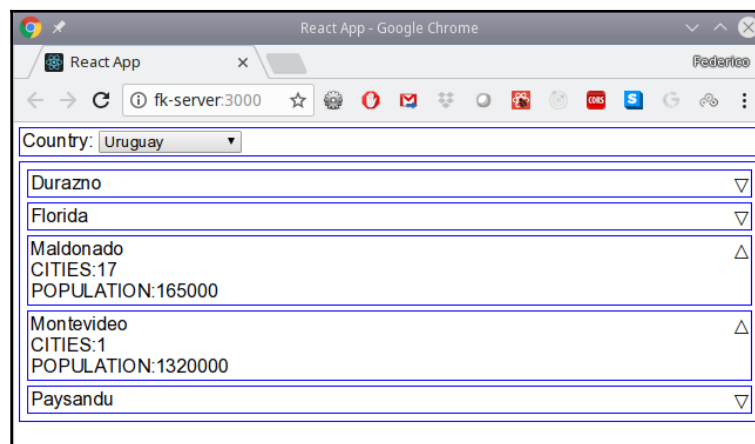 React App - Google Chrome
React App
Federico
fk-server:3000
CORS
S
G
Country: Uruguay
Durazno
Florida
Maldonado
CITIES:17
POPULATION:165000
Montevideo
CITIES:1
POPULATION:1320000
Paysandu